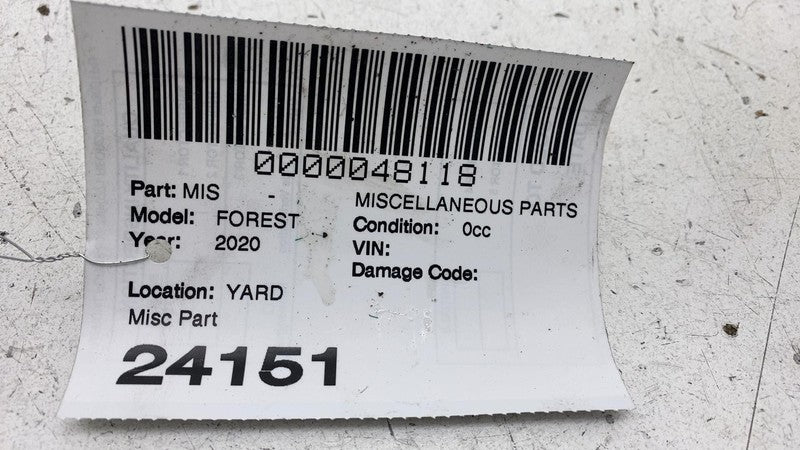 0000048118
Part: MIS - MISCELLANEOUS PARTS
Model: FOREST Condition: 0cc
Year: 2020 VIN:
Damage Code:
Location: YARD
Misc Part
24151